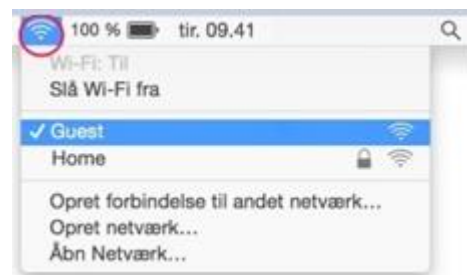 100 % tir. 09.41
Wi-Fi: Til
Slå Wi-Fi fra
✓ Guest
Home
Opret forbindelse til andet netværk...
Opret netværk...
Åbn Netværk...